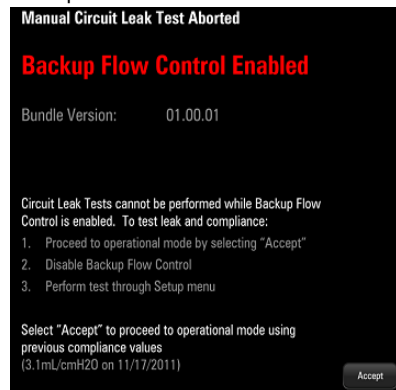 Manual Circuit Leak Test Aborted
Backup Flow Control Enabled
Bundle Version: 01.00.01
Circuit Leak Tests cannot be performed while Backup Flow
Control is enabled. To test leak and compliance:
1. Proceed to operational mode by selecting "Accept"
2. Disable Backup Flow Control
3. Perform test through Setup menu
Select "Accept" to proceed to operational mode using
previous compliance values
(3.1mL/cmH2O on 11/17/2011)
Accept